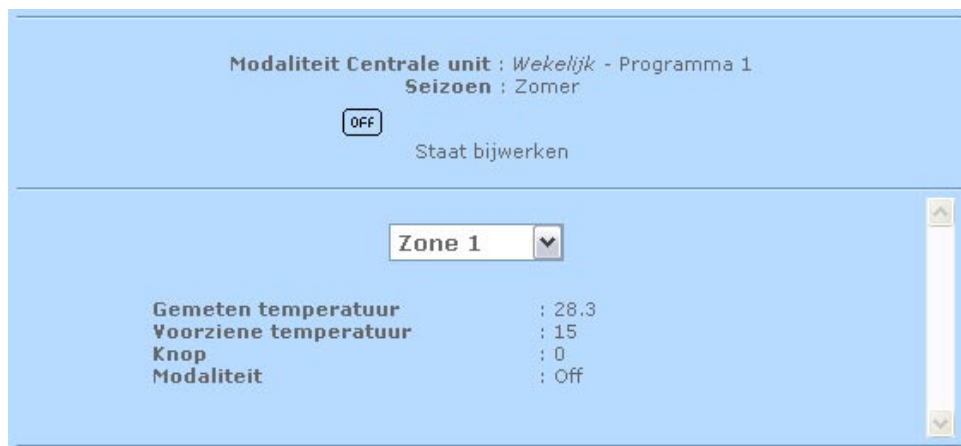 Modaliteit Centrale unit : Wekelijk - Programma 1
Seizoen : Zomer
OFF
Staat bijwerken
Zone 1
Gemeten temperatuur : 28.3
Voorziene temperatuur : 15
Knop : 0
Modaliteit : Off